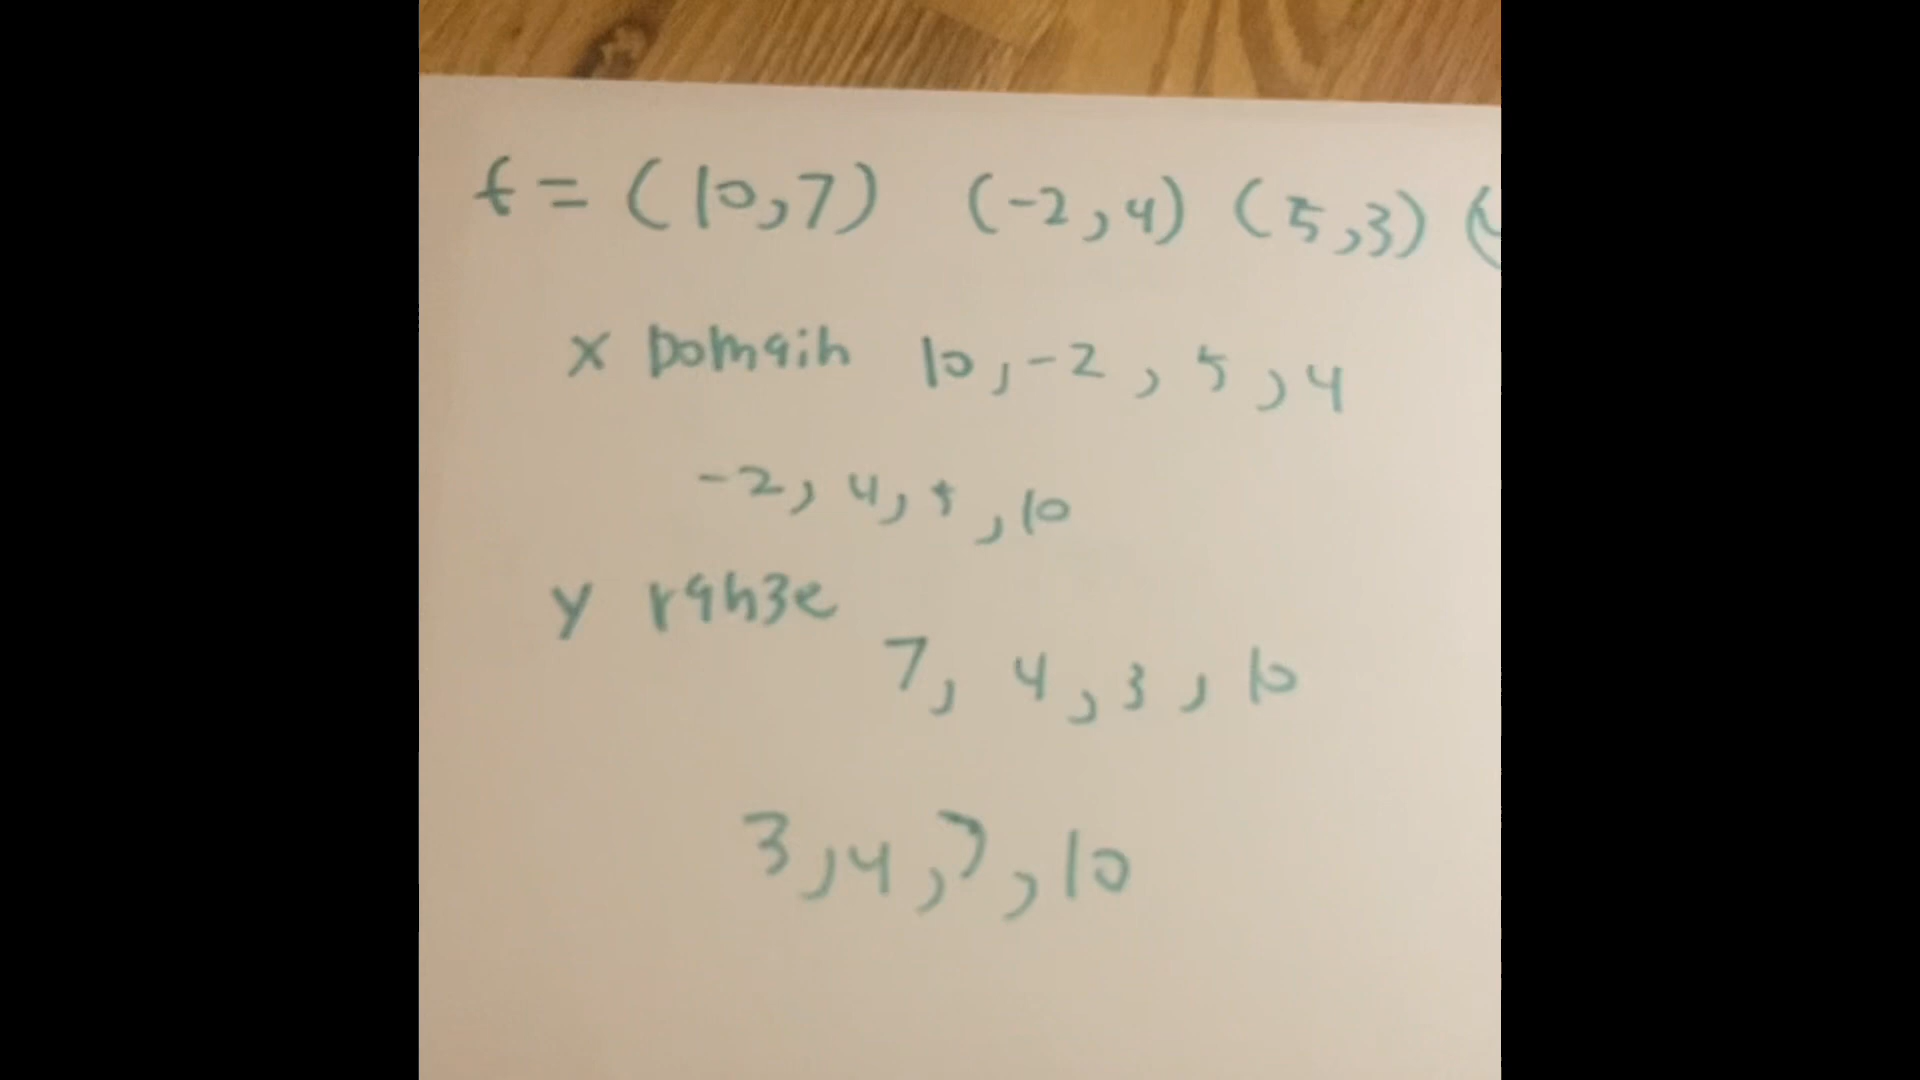 f = (10,7) (-2,4) (5,3) (
x Domain 10, -2, 5, 4
-2, 4, 5, 10
y range
7, 4, 3, 10
3, 4, 7, 10